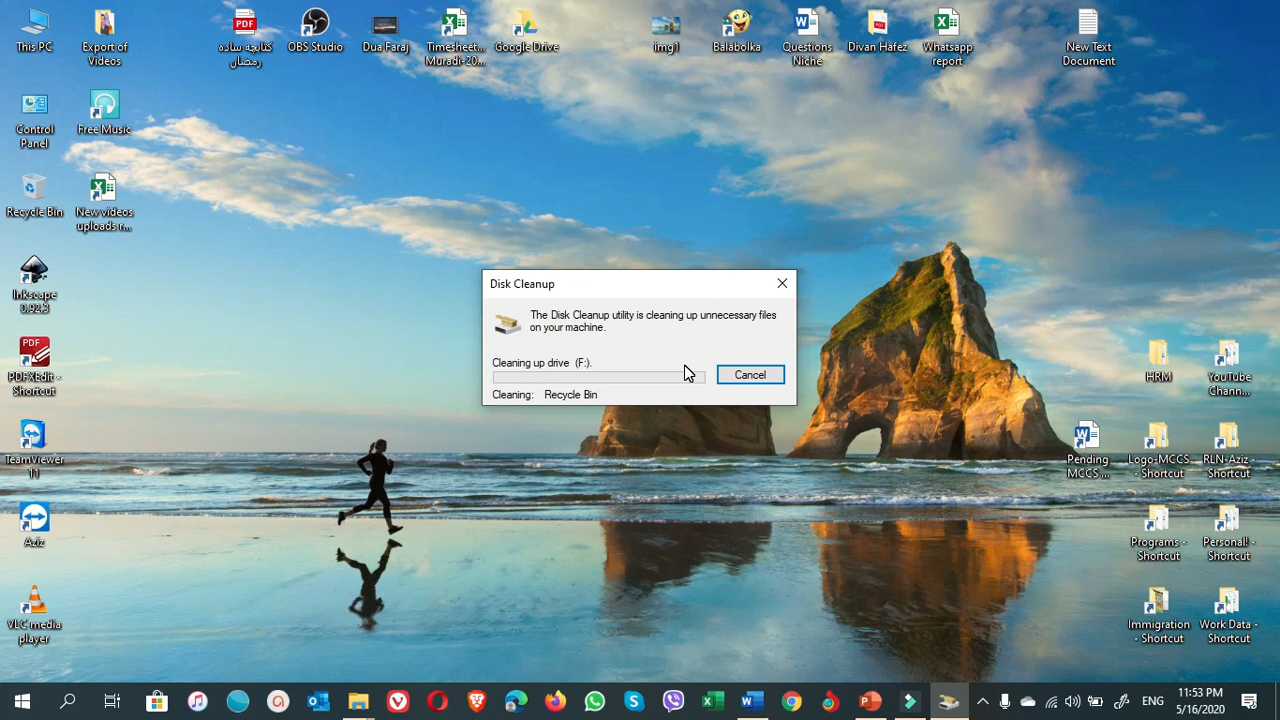 This PC
Export of
Videos
PDF
کتابچه ساده
رمضان
OBS Studio
Dua Faraj
Timesheet...
Muradi-20...
Google Drive
img1
Balabolka
Questions
Niche
PDF
Divan Hafez
Whatsapp
report
New Text
Document
Control
Panel
Free Music
Recycle Bin
New videos
uploads r...
Inkscape
0.92.3
PDF
PDFXEdit -
Shortcut
TeamViewer
11
Aziz
VLC media
player
Disk Cleanup
The Disk Cleanup utility is cleaning up unnecessary files
on your machine.
Cleaning up drive (F:).
Cancel
Cleaning: Recycle Bin
HRM
YouTube
Chann...
Pending
MCCS ...
Logo-MCCS
- Shortcut
RLN-Aziz -
Shortcut
Programs -
Shortcut
Personal! -
Shortcut
Immigration
- Shortcut
Work Data -
Shortcut
ENG
11:53 PM
5/16/2020